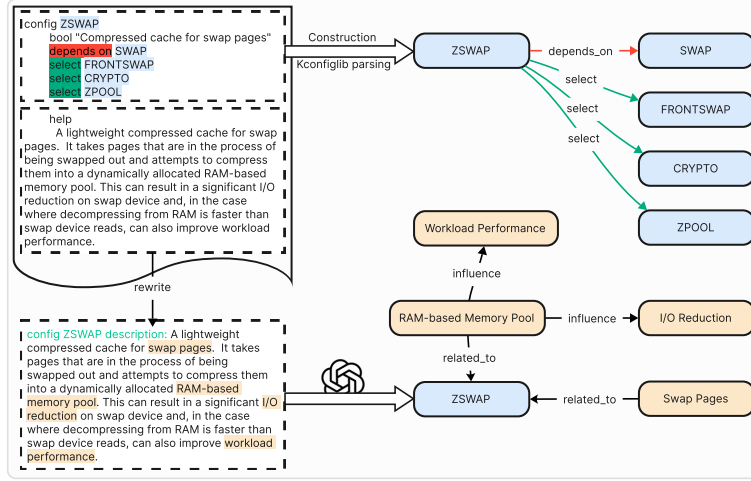 config ZSWAP
bool "Compressed cache for swap pages"
depends on SWAP
select FRONTSWAP
select CRYPTO
select ZPOOL
help
A lightweight compressed cache for swap
pages. It takes pages that are in the process of
being swapped out and attempts to compress
them into a dynamically allocated RAM-based
memory pool. This can result in a significant I/O
reduction on swap device and, in the case
where decompressing from RAM is faster than
swap device reads, can also improve workload
performance.
rewrite
config ZSWAP description: A lightweight
compressed cache for swap pages. It takes
pages that are in the process of being
swapped out and attempts to compress them
into a dynamically allocated RAM-based
memory pool. This can result in a significant I/O
reduction on swap device and, in the case
where decompressing from RAM is faster than
swap device reads, can also improve workload
performance.
Construction
Kconfiglib parsing
ZSWAP
depends_on
SWAP
select
FRONTSWAP
select
CRYPTO
select
ZPOOL
Workload Performance
influence
RAM-based Memory Pool
influence
I/O Reduction
related_to
ZSWAP
related_to
Swap Pages